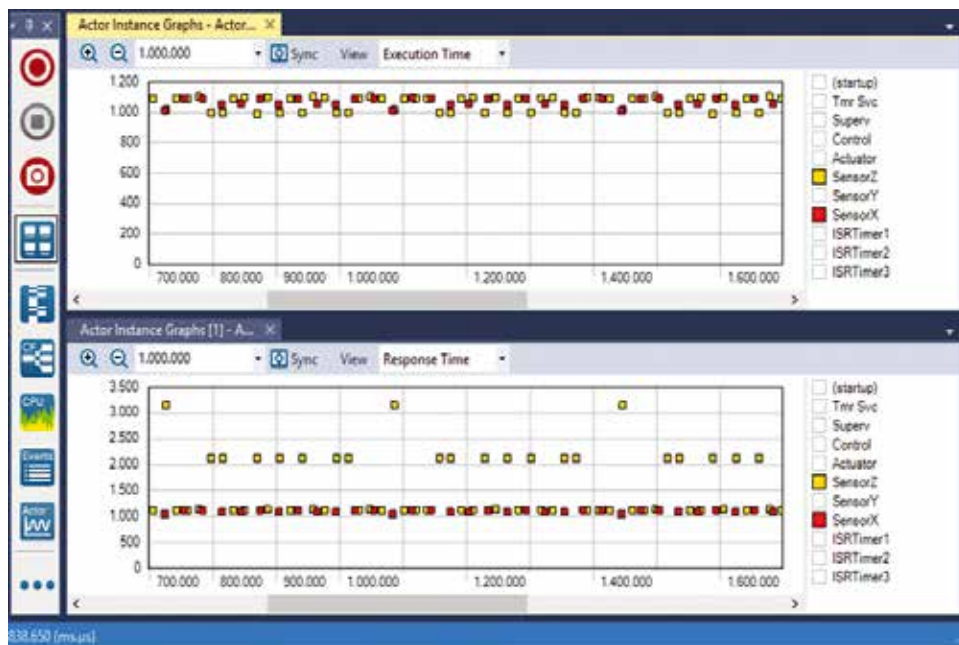 Actor Instance Graphs - Actor...
1.000.000 Sync View Execution Time
1.200
1.000
800
600
400
200
0
700.000 800.000 900.000 1.000.000 1.200.000 1.400.000 1.600.000
(startup)
Tmr Svc
Superv
Control
Actuator
SensorZ
SensorY
SensorX
ISRTimer1
ISRTimer2
ISRTimer3
Actor Instance Graphs [1] - A...
1.000.000 Sync View Response Time
3.500
3.000
2.500
2.000
1.500
1.000
500
0
700.000 800.000 900.000 1.000.000 1.200.000 1.400.000 1.600.000
(startup)
Tmr Svc
Superv
Control
Actuator
SensorZ
SensorY
SensorX
ISRTimer1
ISRTimer2
ISRTimer3
CPU
Events
Actor
838.650 (ms.µs)